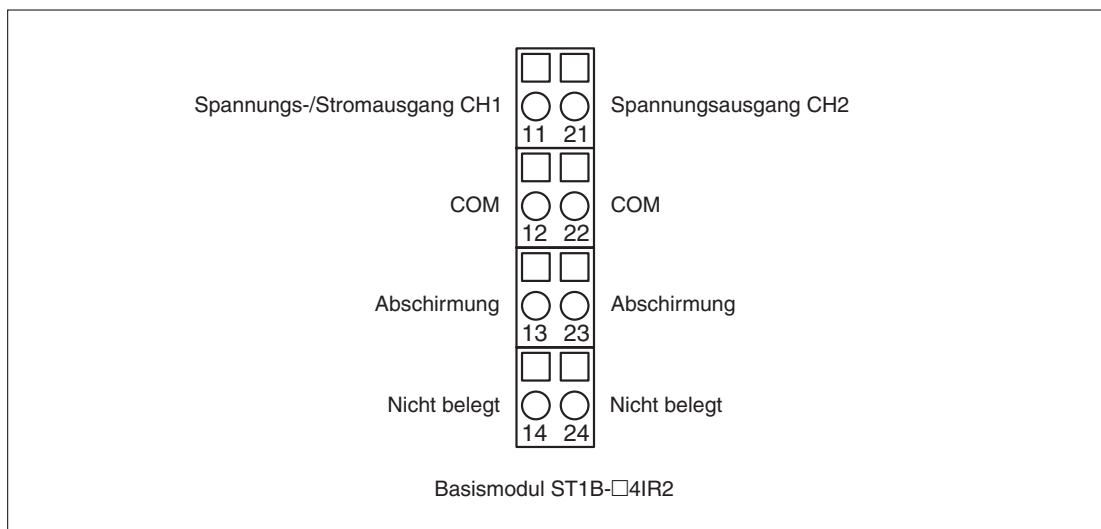 Spannungs-/Stromausgang CH1 Spannungsausgang CH2
11 21
COM COM
12 22
Abschirmung Abschirmung
13 23
Nicht belegt Nicht belegt
14 24
Basismodul ST1B-□4IR2